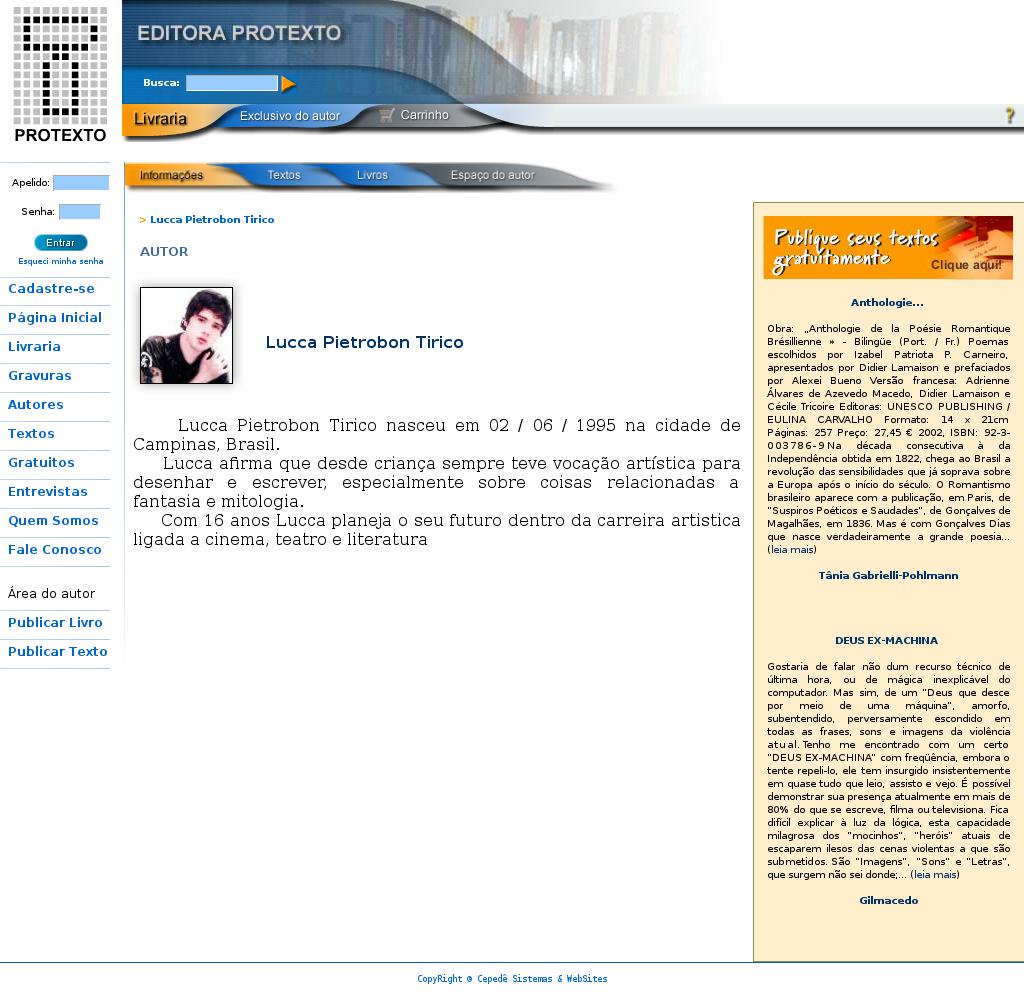 PROTEXTO
EDITORA PROTEXTO
Busca:
Livraria
Exclusivo do autor
Carrinho
?
Apelido:
Senha:
Entrar
Esqueci minha senha
Cadastre-se
Página Inicial
Livraria
Gravuras
Autores
Textos
Gratuitos
Entrevistas
Quem Somos
Fale Conosco
Área do autor
Publicar Livro
Publicar Texto
Informações
Textos
Livros
Espaço do autor
> Lucca Pietrobon Tirico
AUTOR
Lucca Pietrobon Tirico
Lucca Pietrobon Tirico nasceu em 02 / 06 / 1995 na cidade de
Campinas, Brasil.
Lucca afirma que desde criança sempre teve vocação artística para
desenhar e escrever, especialmente sobre coisas relacionadas a
fantasia e mitologia.
Com 16 anos Lucca planeja o seu futuro dentro da carreira artistica
ligada a cinema, teatro e literatura
Publique seus textos
gratuitamente
Clique aqui!
Anthologie...
Obra: „Anthologie de la Poésie Romantique
Brésillienne » - Bilingüe (Port. / Fr.) Poemas
escolhidos por Izabel Patriota P. Carneiro,
apresentados por Didier Lamaison e prefaciados
por Alexei Bueno Versão francesa: Adrienne
Álvares de Azevedo Macedo, Didier Lamaison e
Cécile Tricoire Editoras: UNESCO PUBLISHING /
EULINA CARVALHO Formato: 14 x 21cm
Páginas: 257 Preço: 27,45 € 2002, ISBN: 92-3-
003786-9 Na década consecutiva à da
Independência obtida em 1822, chega ao Brasil a
revolução das sensibilidades que já soprava sobre
a Europa após o início do século. O Romantismo
brasileiro aparece com a publicação, em Paris, de
"Suspiros Poéticos e Saudades", de Gonçalves de
Magalhães, em 1836. Mas é com Gonçalves Dias
que nasce verdadeiramente a grande poesia...
(leia mais)
Tânia Gabrielli-Pohlmann
DEUS EX-MACHINA
Gostaria de falar não dum recurso técnico de
última hora, ou de mágica inexplicável do
computador. Mas sim, de um "Deus que desce
por meio de uma máquina", amorfo,
subentendido, perversamente escondido em
todas as frases, sons e imagens da violência
atual. Tenho me encontrado com um certo
"DEUS EX-MACHINA" com freqüência, embora o
tente repeli-lo, ele tem insurgido insistentemente
em quase tudo que leio, assisto e vejo. É possível
demonstrar sua presença atualmente em mais de
80% do que se escreve, filma ou televisiona. Fica
difícil explicar à luz da lógica, esta capacidade
milagrosa dos "mocinhos", "heróis" atuais de
escaparem ilesos das cenas violentas a que são
submetidos. São "Imagens", "Sons" e "Letras",
que surgem não sei donde;... (leia mais)
Gilmacedo
CopyRight © Cepedê Sistemas & WebSites